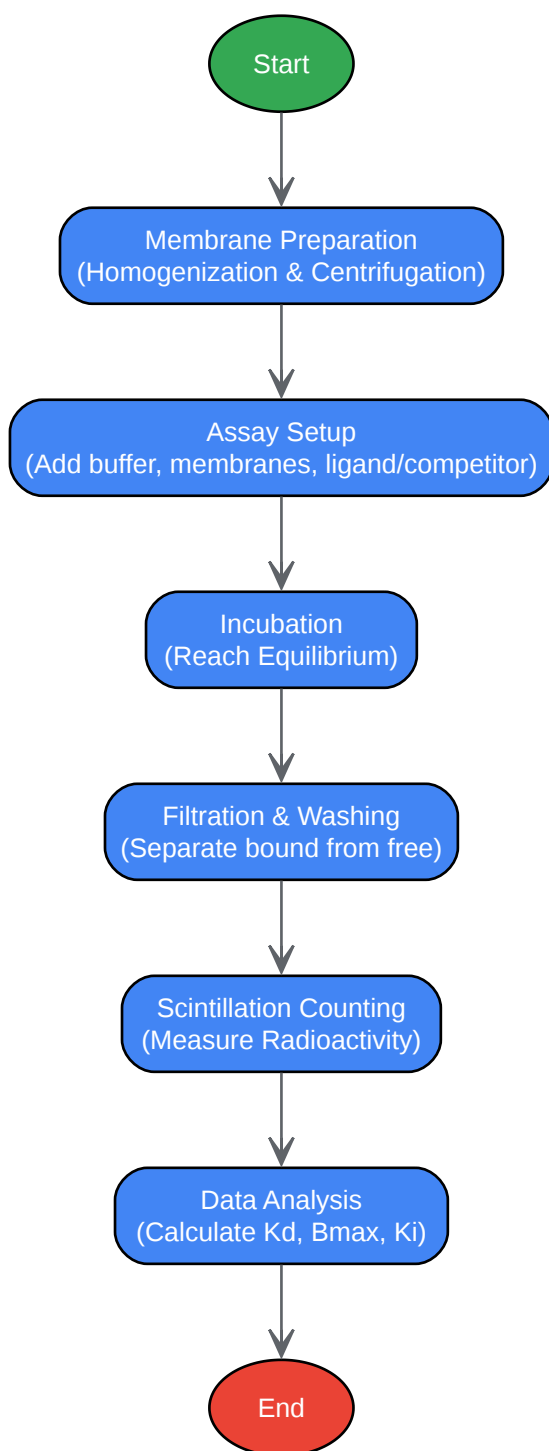 Start
Membrane Preparation
(Homogenization & Centrifugation)
Assay Setup
(Add buffer, membranes, ligand/competitor)
Incubation
(Reach Equilibrium)
Filtration & Washing
(Separate bound from free)
Scintillation Counting
(Measure Radioactivity)
Data Analysis
(Calculate Kd, Bmax, Ki)
End